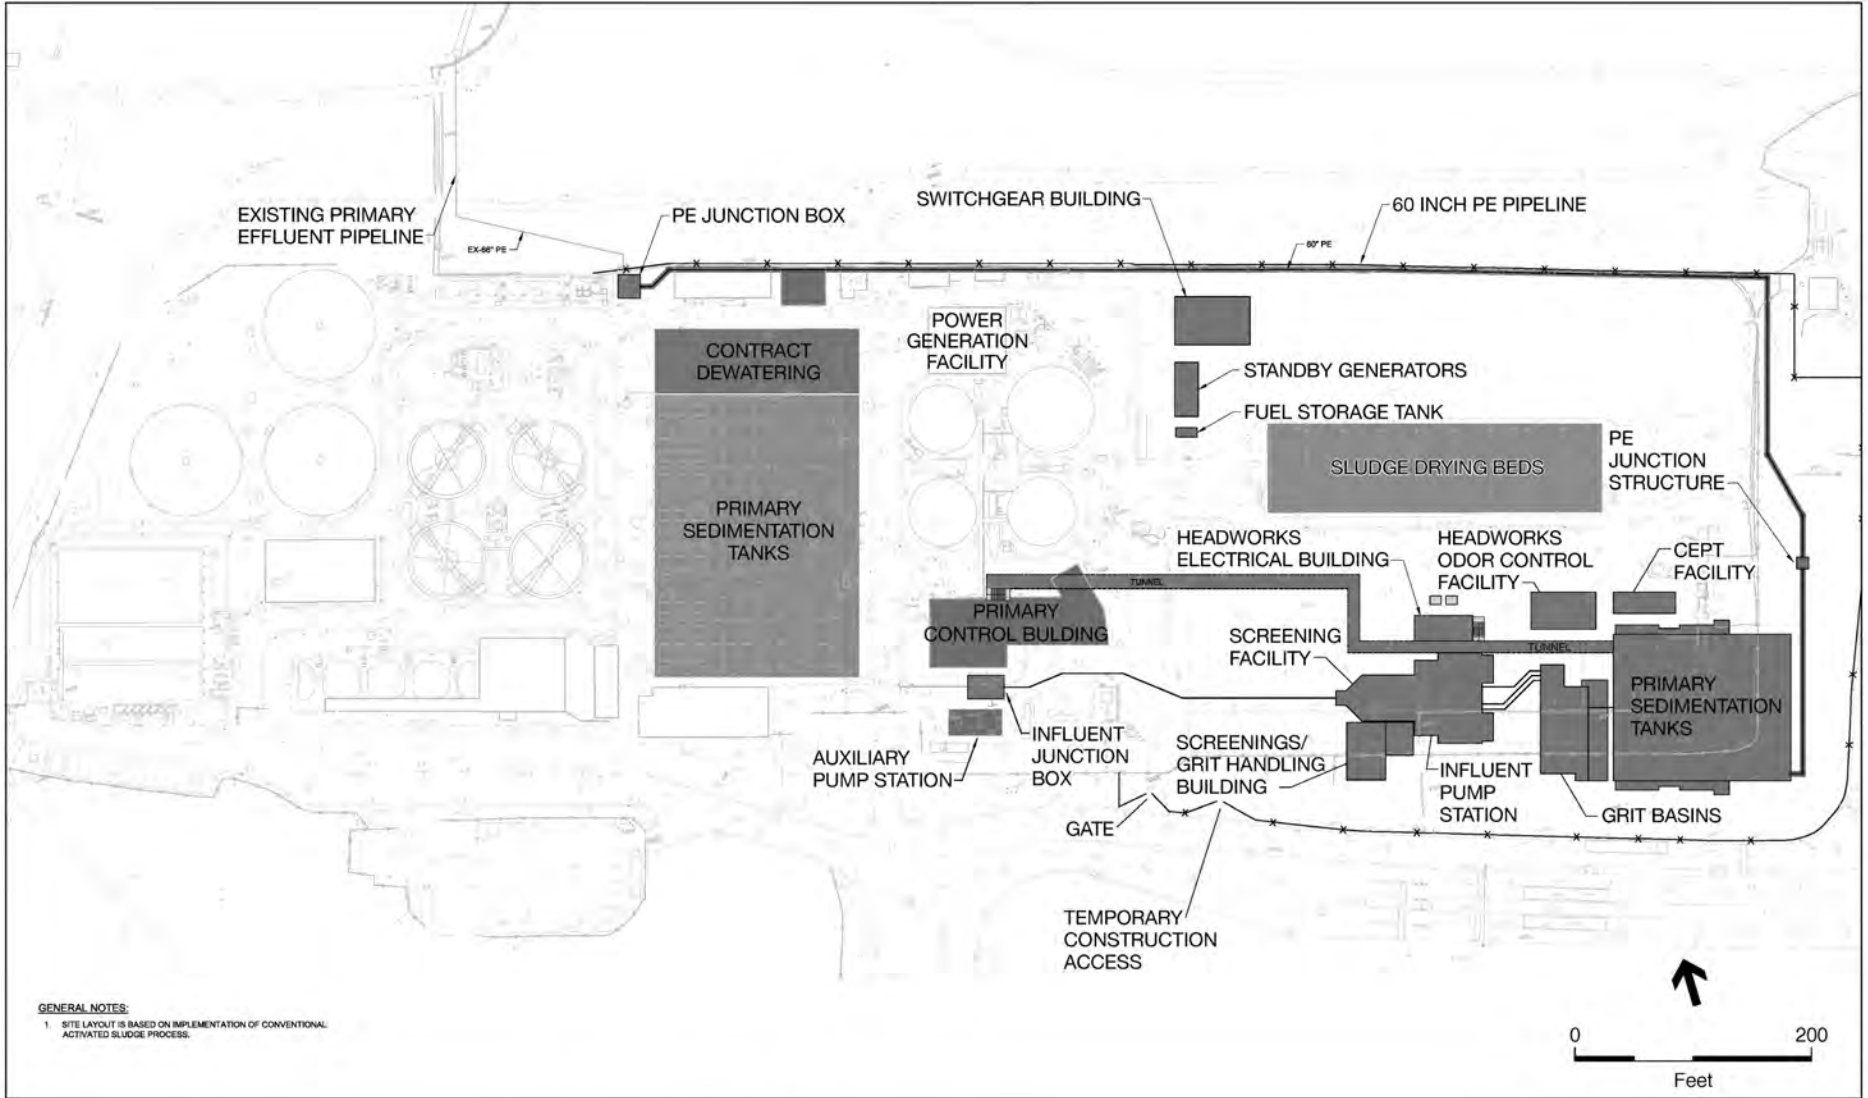 EXISTING PRIMARY
EFFLUENT PIPELINE
EX-66" PE
PE JUNCTION BOX
SWITCHGEAR BUILDING
60 INCH PE PIPELINE
60" PE
POWER
GENERATION
FACILITY
CONTRACT
DEWATERING
STANDBY GENERATORS
FUEL STORAGE TANK
SLUDGE DRYING BEDS
PE
JUNCTION
STRUCTURE
PRIMARY
SEDIMENTATION
TANKS
HEADWORKS
ELECTRICAL BUILDING
HEADWORKS
ODOR CONTROL
FACILITY
CEPT
FACILITY
TUNNEL
PRIMARY
CONTROL BULDING
SCREENING
FACILITY
TUNNEL
PRIMARY
SEDIMENTATION
TANKS
AUXILIARY
PUMP STATION
INFLUENT
JUNCTION
BOX
SCREENINGS/
GRIT HANDLING
BUILDING
INFLUENT
PUMP
STATION
GRIT BASINS
GATE
TEMPORARY
CONSTRUCTION
ACCESS
GENERAL NOTES:
1. SITE LAYOUT IS BASED ON IMPLEMENTATION OF CONVENTIONAL
ACTIVATED SLUDGE PROCESS.
0 200
Feet